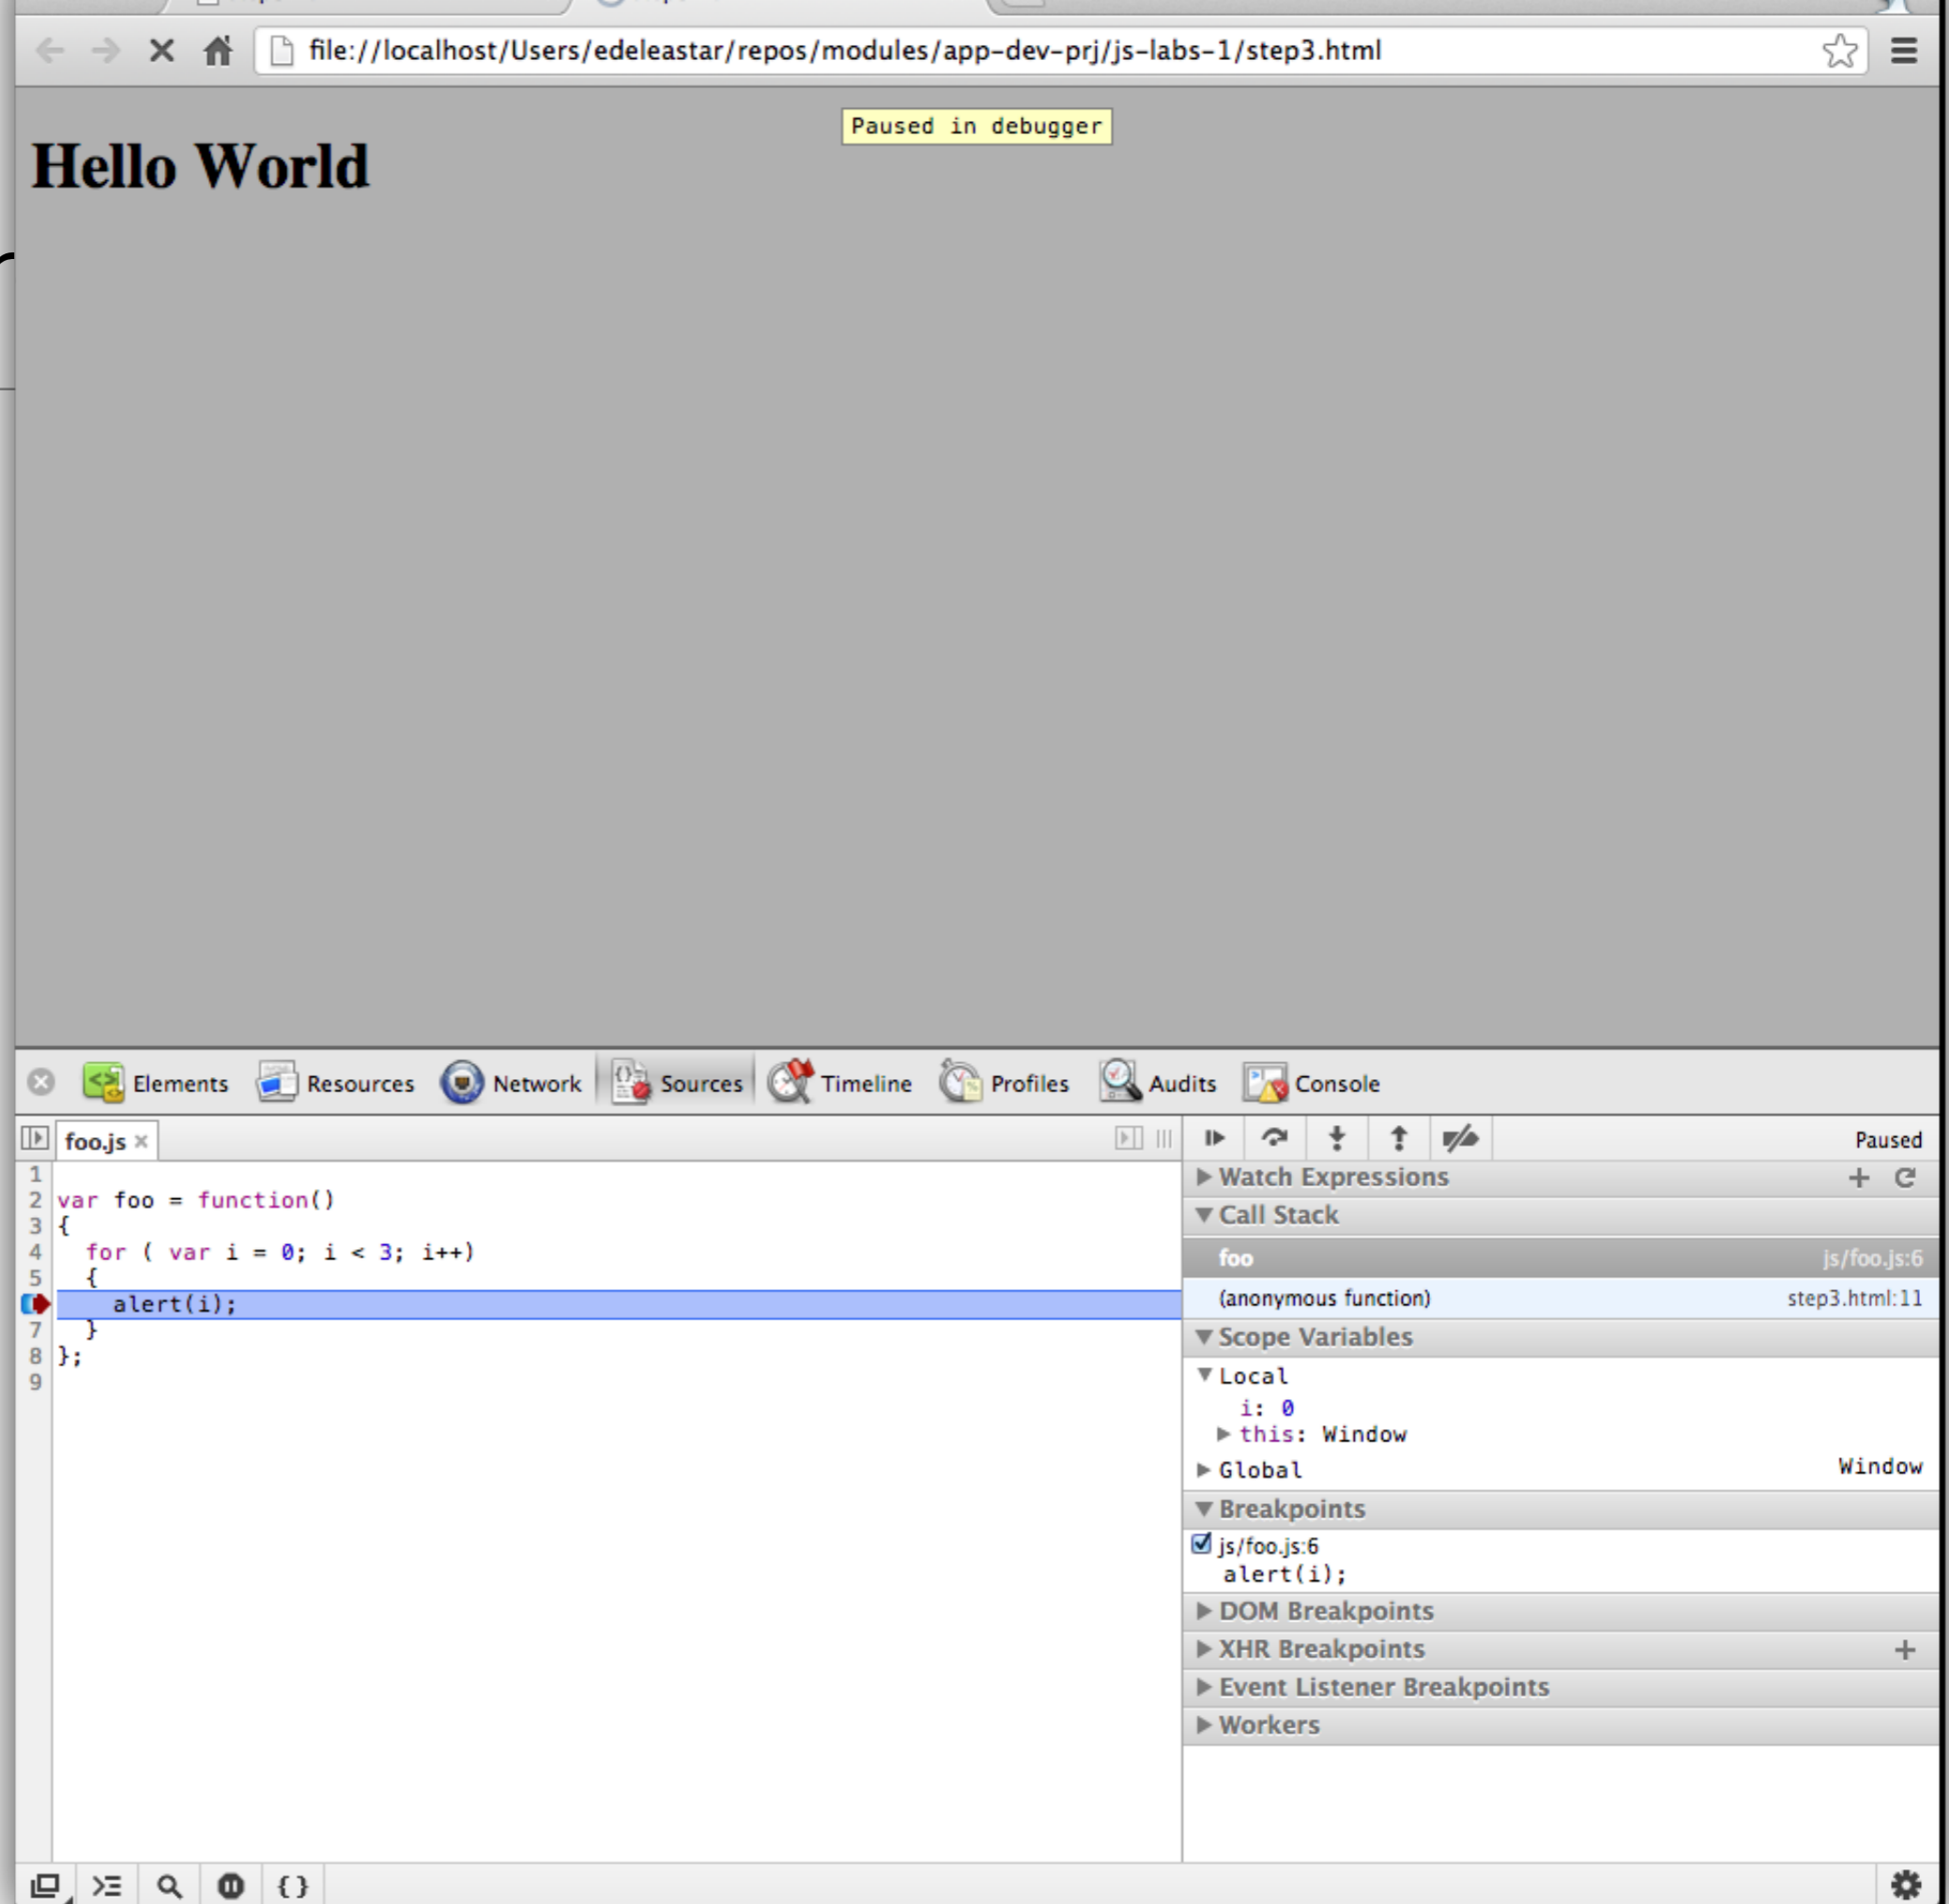 file://localhost/Users/edeleastar/repos/modules/app-dev-prj/js-labs-1/step3.html
Paused in debugger
Hello World
Elements Resources Network Sources Timeline Profiles Audits Console
foo.js
Paused
1
2 var foo = function()
3 {
4 for ( var i = 0; i < 3; i++)
5 {
alert(i);
7 }
8 };
9
Watch Expressions
Call Stack
foo js/foo.js:6
(anonymous function) step3.html:11
Scope Variables
Local
i: 0
this: Window
Global Window
Breakpoints
js/foo.js:6
alert(i);
DOM Breakpoints
XHR Breakpoints
Event Listener Breakpoints
Workers